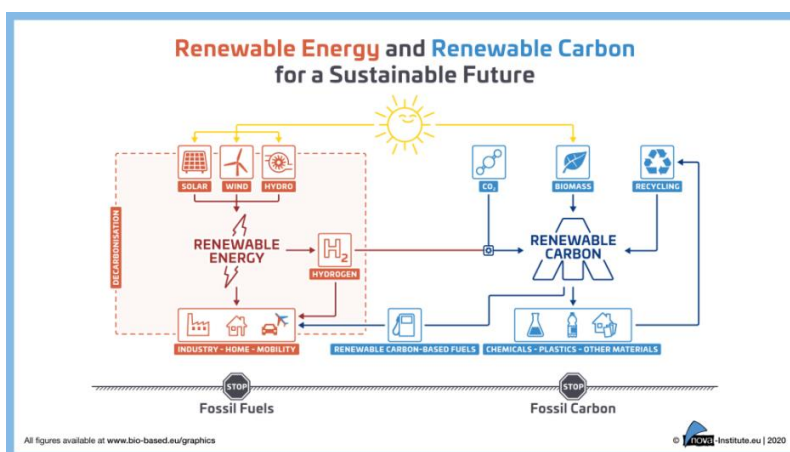 Renewable Energy and Renewable Carbon
for a Sustainable Future
SOLAR
WIND
HYDRO
CO₂
BIOMASS
RECYCLING
DECARBONISATION
RENEWABLE
ENERGY
H₂
HYDROGEN
RENEWABLE
CARBON
INDUSTRY - HOME - MOBILITY
RENEWABLE CARBON-BASED FUELS
CHEMICALS - PLASTICS - OTHER MATERIALS
STOP
Fossil Fuels
STOP
Fossil Carbon
All figures available at www.bio-based.eu/graphics
© nova-Institute.eu | 2020